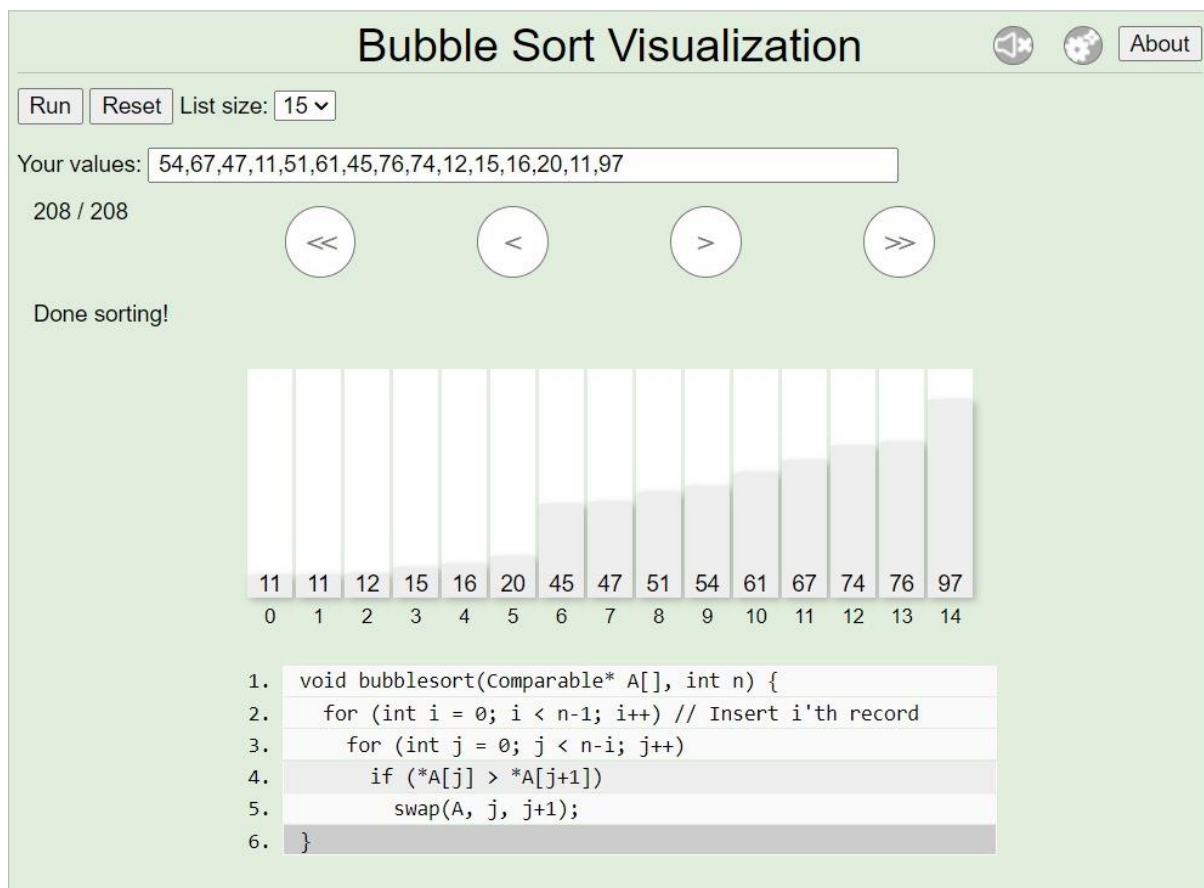 Bubble Sort Visualization
About
Run Reset List size: 15
Your values: 54,67,47,11,51,61,45,76,74,12,15,16,20,11,97
208 / 208
<< < > >>
Done sorting!
11 11 12 15 16 20 45 47 51 54 61 67 74 76 97
0 1 2 3 4 5 6 7 8 9 10 11 12 13 14
1. void bubblesort(Comparable* A[], int n) {
2. for (int i = 0; i < n-1; i++) // Insert i'th record
3. for (int j = 0; j < n-i; j++)
4. if (*A[j] > *A[j+1])
5. swap(A, j, j+1);
6. }